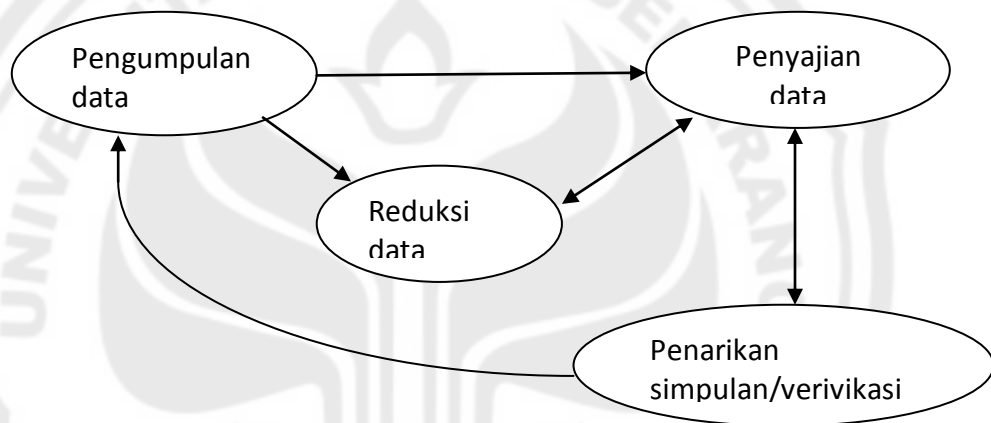 Pengumpulan
data
Penyajian
data
Reduksi
data
Penarikan
simpulan/verivikasi